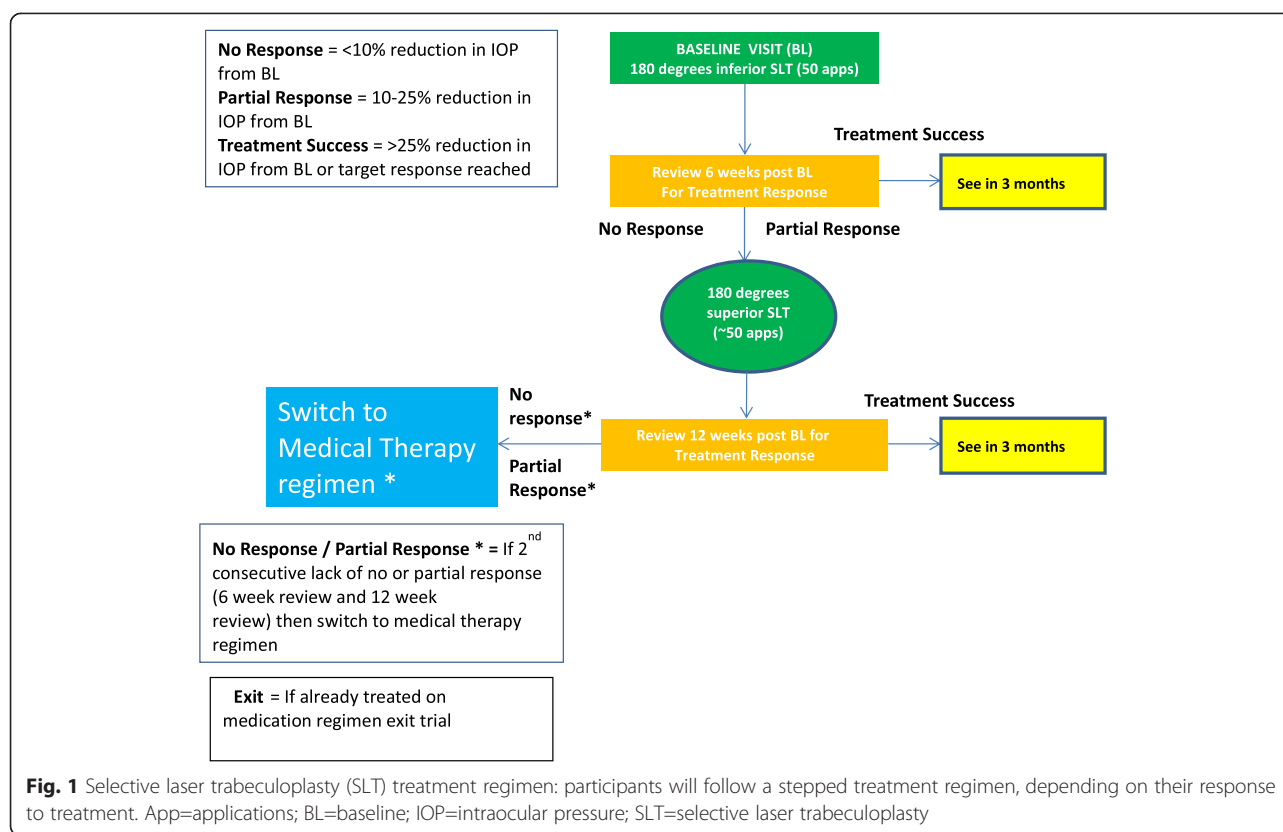 No Response = <10% reduction in IOP
from BL
Partial Response = 10-25% reduction in
IOP from BL
Treatment Success = >25% reduction in
IOP from BL or target response reached
BASELINE VISIT (BL)
180 degrees inferior SLT (50 apps)
Treatment Success
Review 6 weeks post BL
For Treatment Response
See in 3 months
No Response
Partial Response
180 degrees
superior SLT
(~50 apps)
Treatment Success
No
response*
Switch to
Medical Therapy
regimen *
Partial
Response*
Review 12 weeks post BL for
Treatment Response
See in 3 months
No Response / Partial Response * = If 2nd
consecutive lack of no or partial response
(6 week review and 12 week
review) then switch to medical therapy
regimen
Exit = If already treated on
medication regimen exit trial
Fig. 1 Selective laser trabeculoplasty (SLT) treatment regimen: participants will follow a stepped treatment regimen, depending on their response
to treatment. App=applications; BL=baseline; IOP=intraocular pressure; SLT=selective laser trabeculoplasty